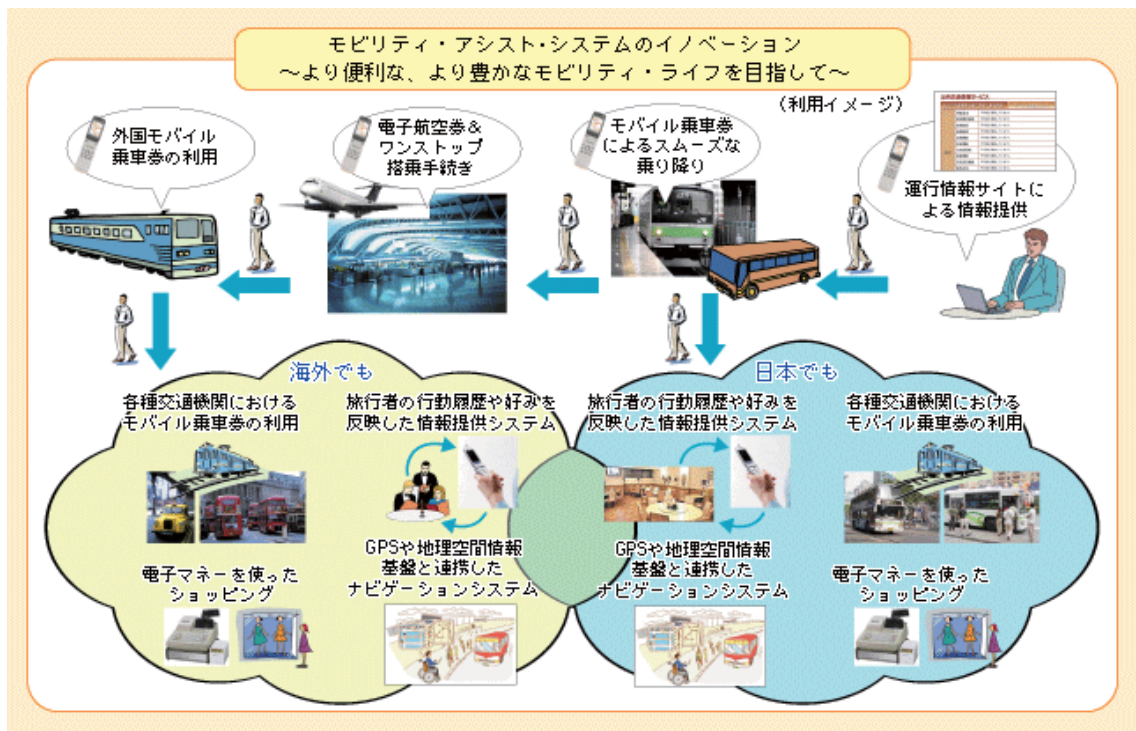 モビリティ・アシスト・システムのイノベーション
～より便利な、より豊かなモビリティ・ライフを目指して～
（利用イメージ）
外国モバイル
乗車券の利用
電子航空券＆
ワンストップ
搭乗手続き
モバイル乗車券
によるスムーズな
乗り降り
運行情報サイトに
よる情報提供
海外でも
各種交通機関における
モバイル乗車券の利用
旅行者の行動履歴や好みを
反映した情報提供システム
電子マネーを使った
ショッピング
GPSや地理空間情報
基盤と連携した
ナビゲーションシステム
日本でも
旅行者の行動履歴や好みを
反映した情報提供システム
各種交通機関における
モバイル乗車券の利用
GPSや地理空間情報
基盤と連携した
ナビゲーションシステム
電子マネーを使った
ショッピング